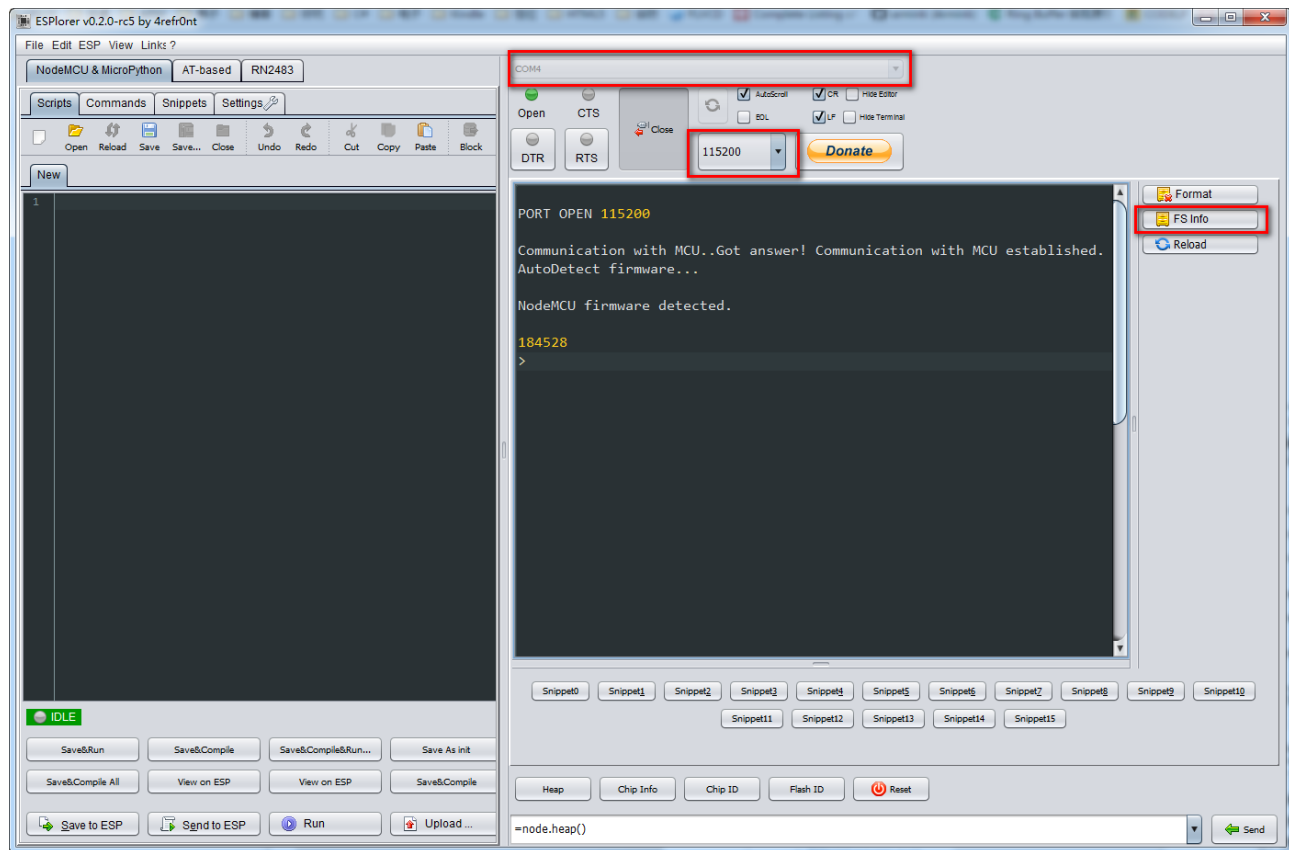 ESPlorer v0.2.0-rc5 by 4refr0nt
File Edit ESP View Links ?
NodeMCU & MicroPython AT-based RN2483
Scripts Commands Snippets Settings
Open Reload Save Save... Close Undo Redo Cut Copy Paste Block
New
1
IDLE
Save&Run Save&Compile Save&Compile&Run... Save As init
Save&Compile All View on ESP View on ESP Save&Compile
Save to ESP Send to ESP Run Upload ...
COM4
Open CTS Close AutoScroll CR Hide Editor
EOL LF Hide Terminal
DTR RTS 115200 Donate
PORT OPEN 115200
Communication with MCU..Got answer! Communication with MCU established.
AutoDetect firmware...
NodeMCU firmware detected.
184528
>
Format
FS Info
Reload
Snippet0 Snippet1 Snippet2 Snippet3 Snippet4 Snippet5 Snippet6 Snippet7 Snippet8 Snippet9 Snippet10
Snippet11 Snippet12 Snippet13 Snippet14 Snippet15
Heap Chip Info Chip ID Flash ID Reset
=node.heap() Send